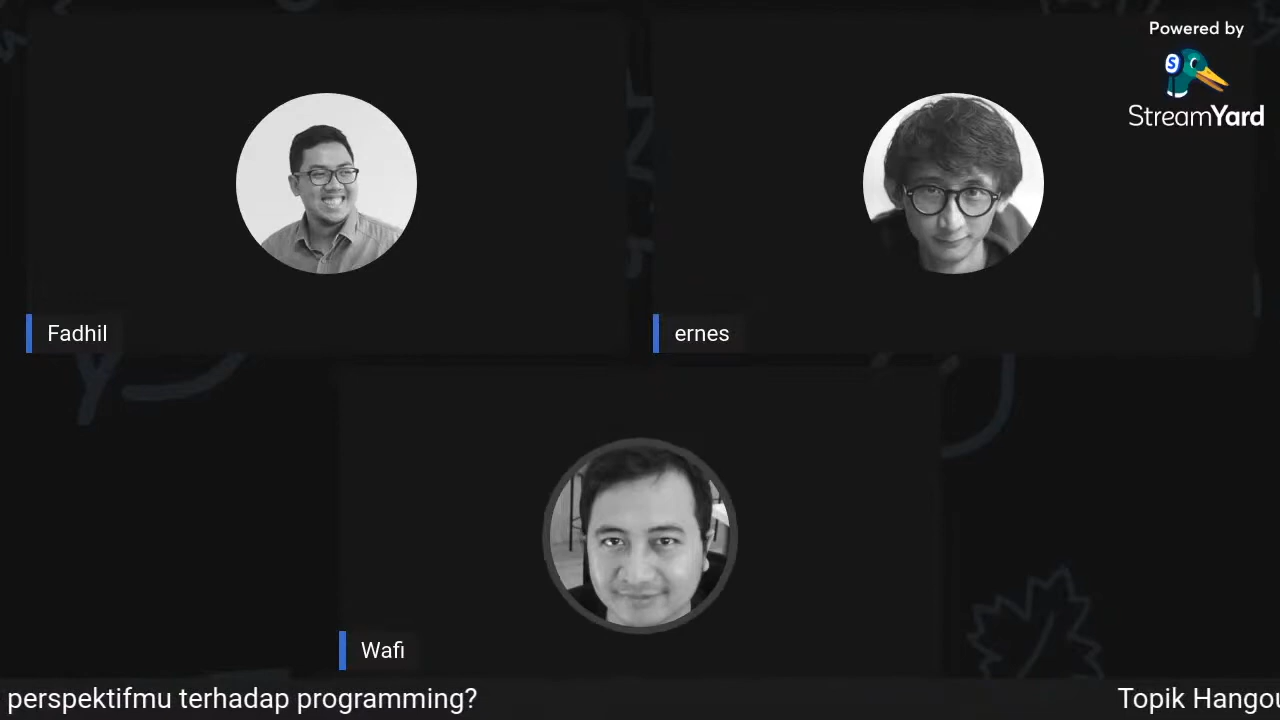 Powered by
S
StreamYard
Fadhil
ernes
Wafi
perspektifmu terhadap programming?
Topik Hangou